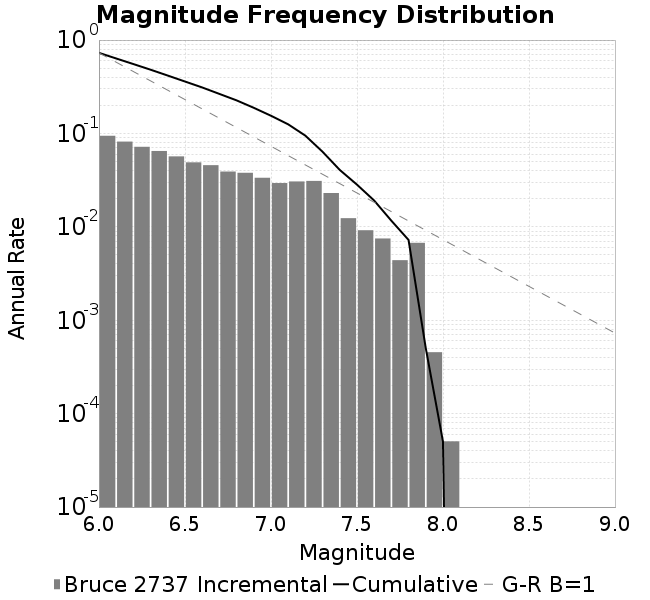 Magnitude Frequency Distribution
10^0
10^-1
10^-2
10^-3
10^-4
10^-5
Annual Rate
6.0 6.5 7.0 7.5 8.0 8.5 9.0
Magnitude
Bruce 2737 Incremental Cumulative G-R B=1